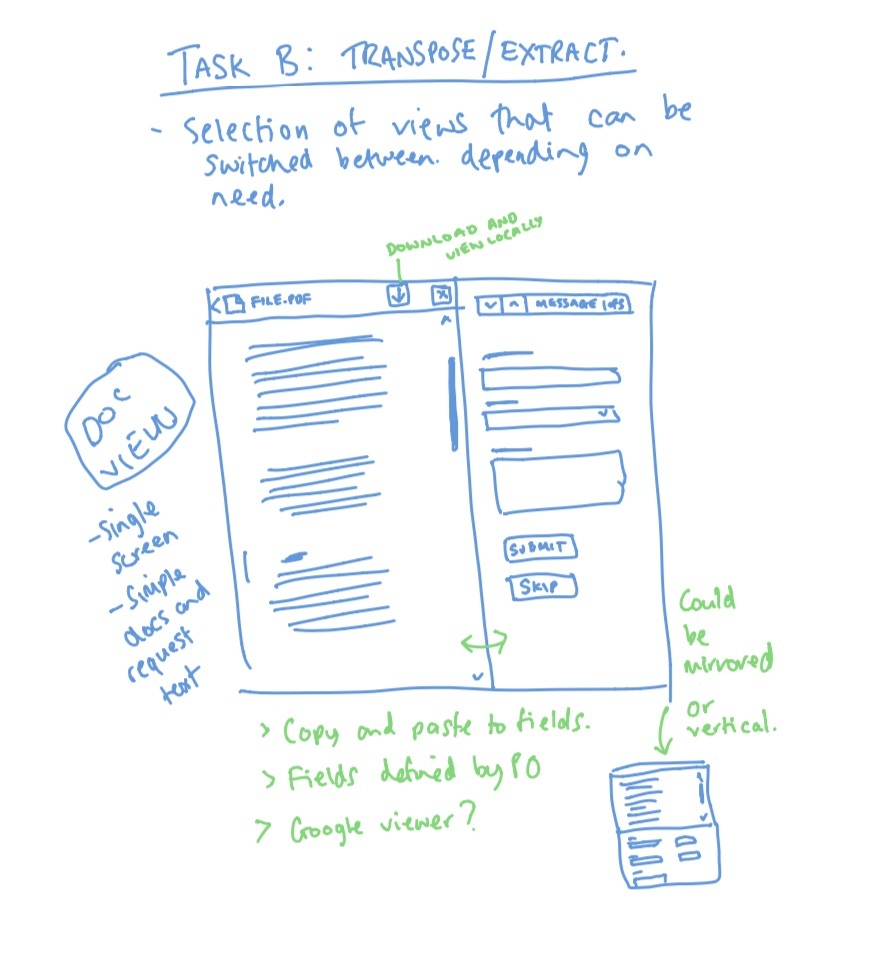 TASK B: TRANSPOSE/EXTRACT.
- Selection of views that can be
switched between. depending on
need.
DOWNLOAD AND
VIEW LOCALLY
FILE.PDF
MESSAGE 1 OF 5
DOC
VIEW
- Single
screen
- Simple
docs and
request
text
SUBMIT
SKIP
Could
be
mirrored
or
vertical.
> Copy and paste to fields.
> Fields defined by PO
> Google viewer?